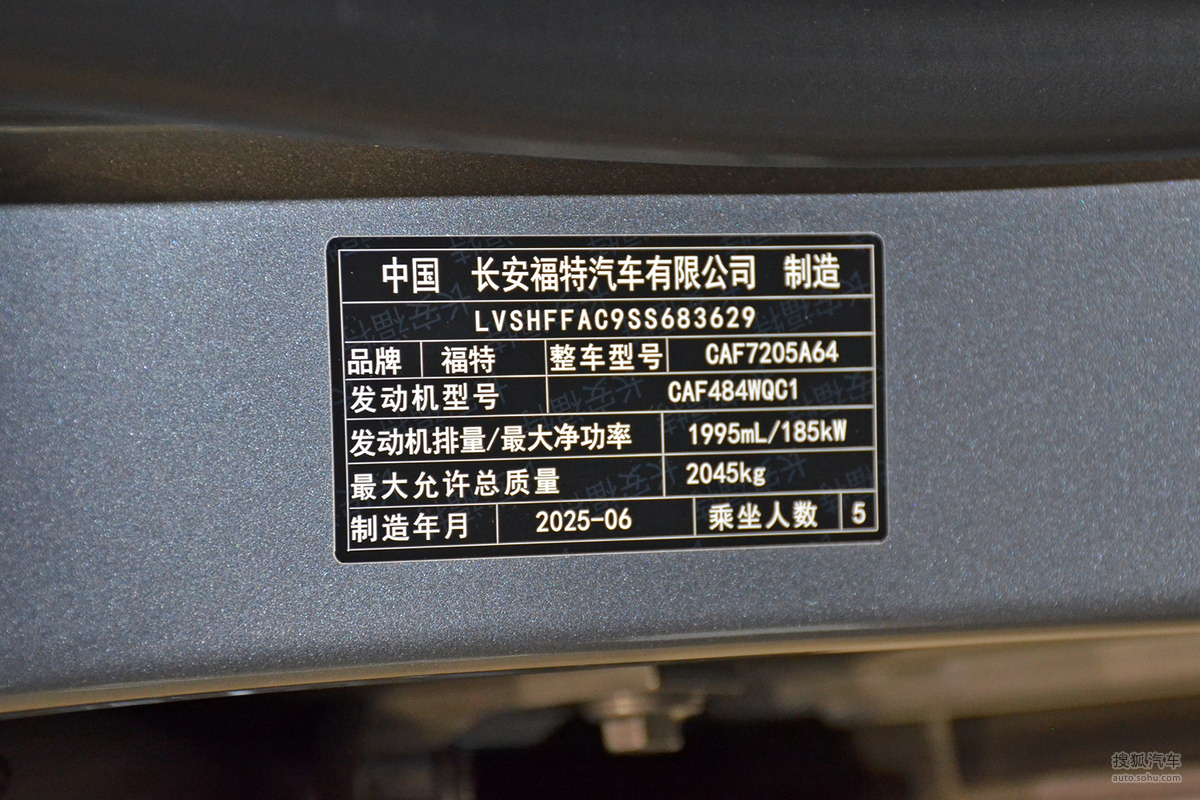 中国 长安福特汽车有限公司 制造
LVSHFFAC9SS683629
品牌 福特 整车型号 CAF7205A64
发动机型号 CAF484WQC1
发动机排量/最大净功率 1995mL/185kW
最大允许总质量 2045kg
制造年月 2025-06 乘坐人数 5
搜狐汽车
auto.sohu.com